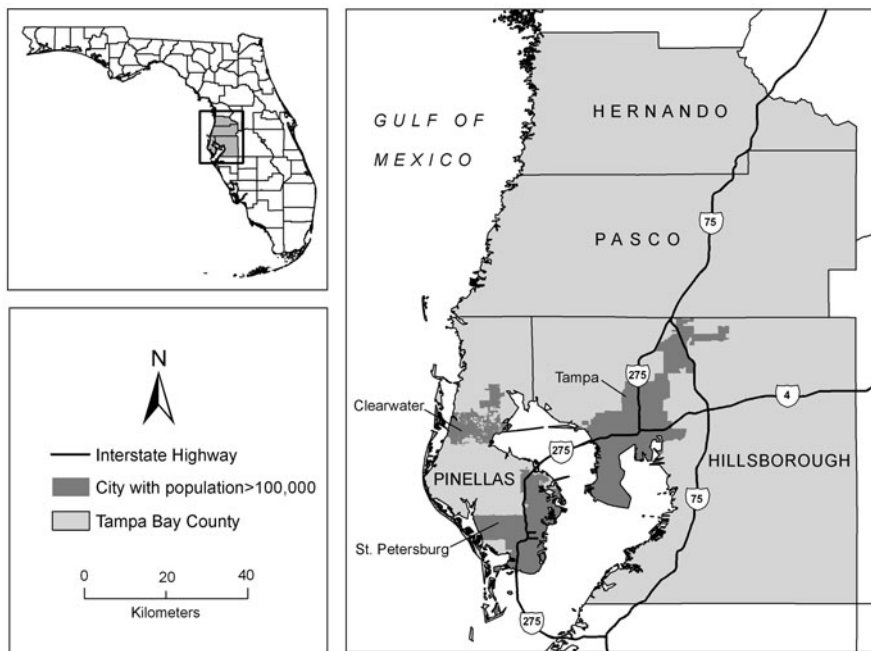 N
Interstate Highway
City with population>100,000
Tampa Bay County
0 20 40
Kilometers
GULF OF
MEXICO
HERNANDO
75
PASCO
275
Tampa
4
Clearwater
275
PINELLAS
HILLSBOROUGH
75
St. Petersburg
275